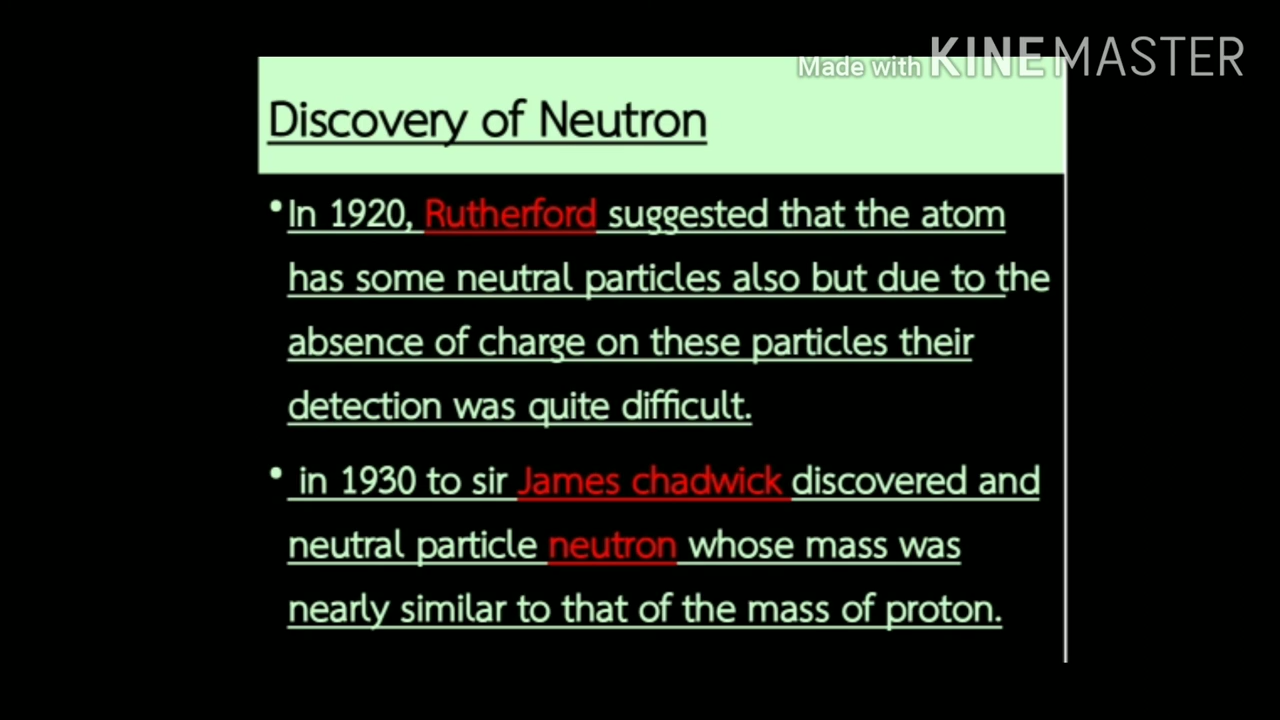 Made with KINEMASTER
Discovery of Neutron
•In 1920, Rutherford suggested that the atom
has some neutral particles also but due to the
absence of charge on these particles their
detection was quite difficult.
• in 1930 to sir James chadwick discovered and
neutral particle neutron whose mass was
nearly similar to that of the mass of proton.